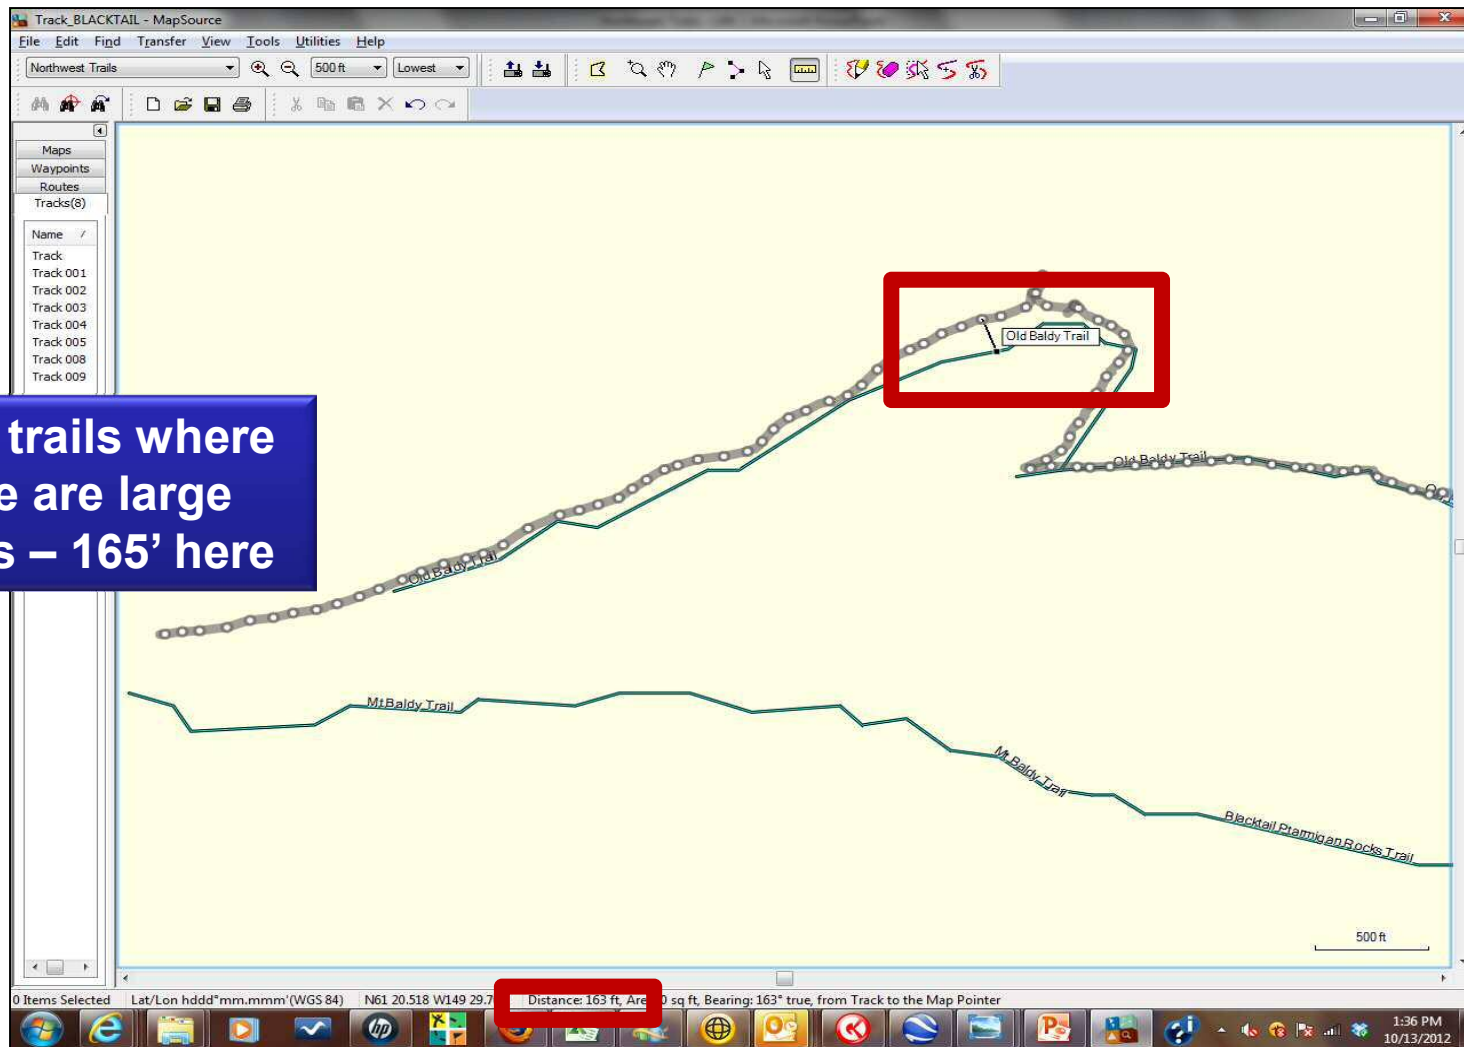 Track_BLACKTAIL - MapSource
File Edit Find Transfer View Tools Utilities Help
Northwest Trails 500 ft Lowest
Maps
Waypoints
Routes
Tracks(8)
Name
Track
Track 001
Track 002
Track 003
Track 004
Track 005
Track 008
Track 009
trails where
e are large
s – 165’ here
Old Baldy Trail
Old Baldy Trail
Old Baldy Trail
Mt Baldy Trail
Mt Baldy Trail
Blacktail Ptarmigan Rocks Trail
500 ft
0 Items Selected Lat/Lon hddd°mm.mmm'(WGS 84) N61 20.518 W149 29.7 Distance: 163 ft, Are 0 sq ft, Bearing: 163° true, from Track to the Map Pointer
hp
1:36 PM
10/13/2012